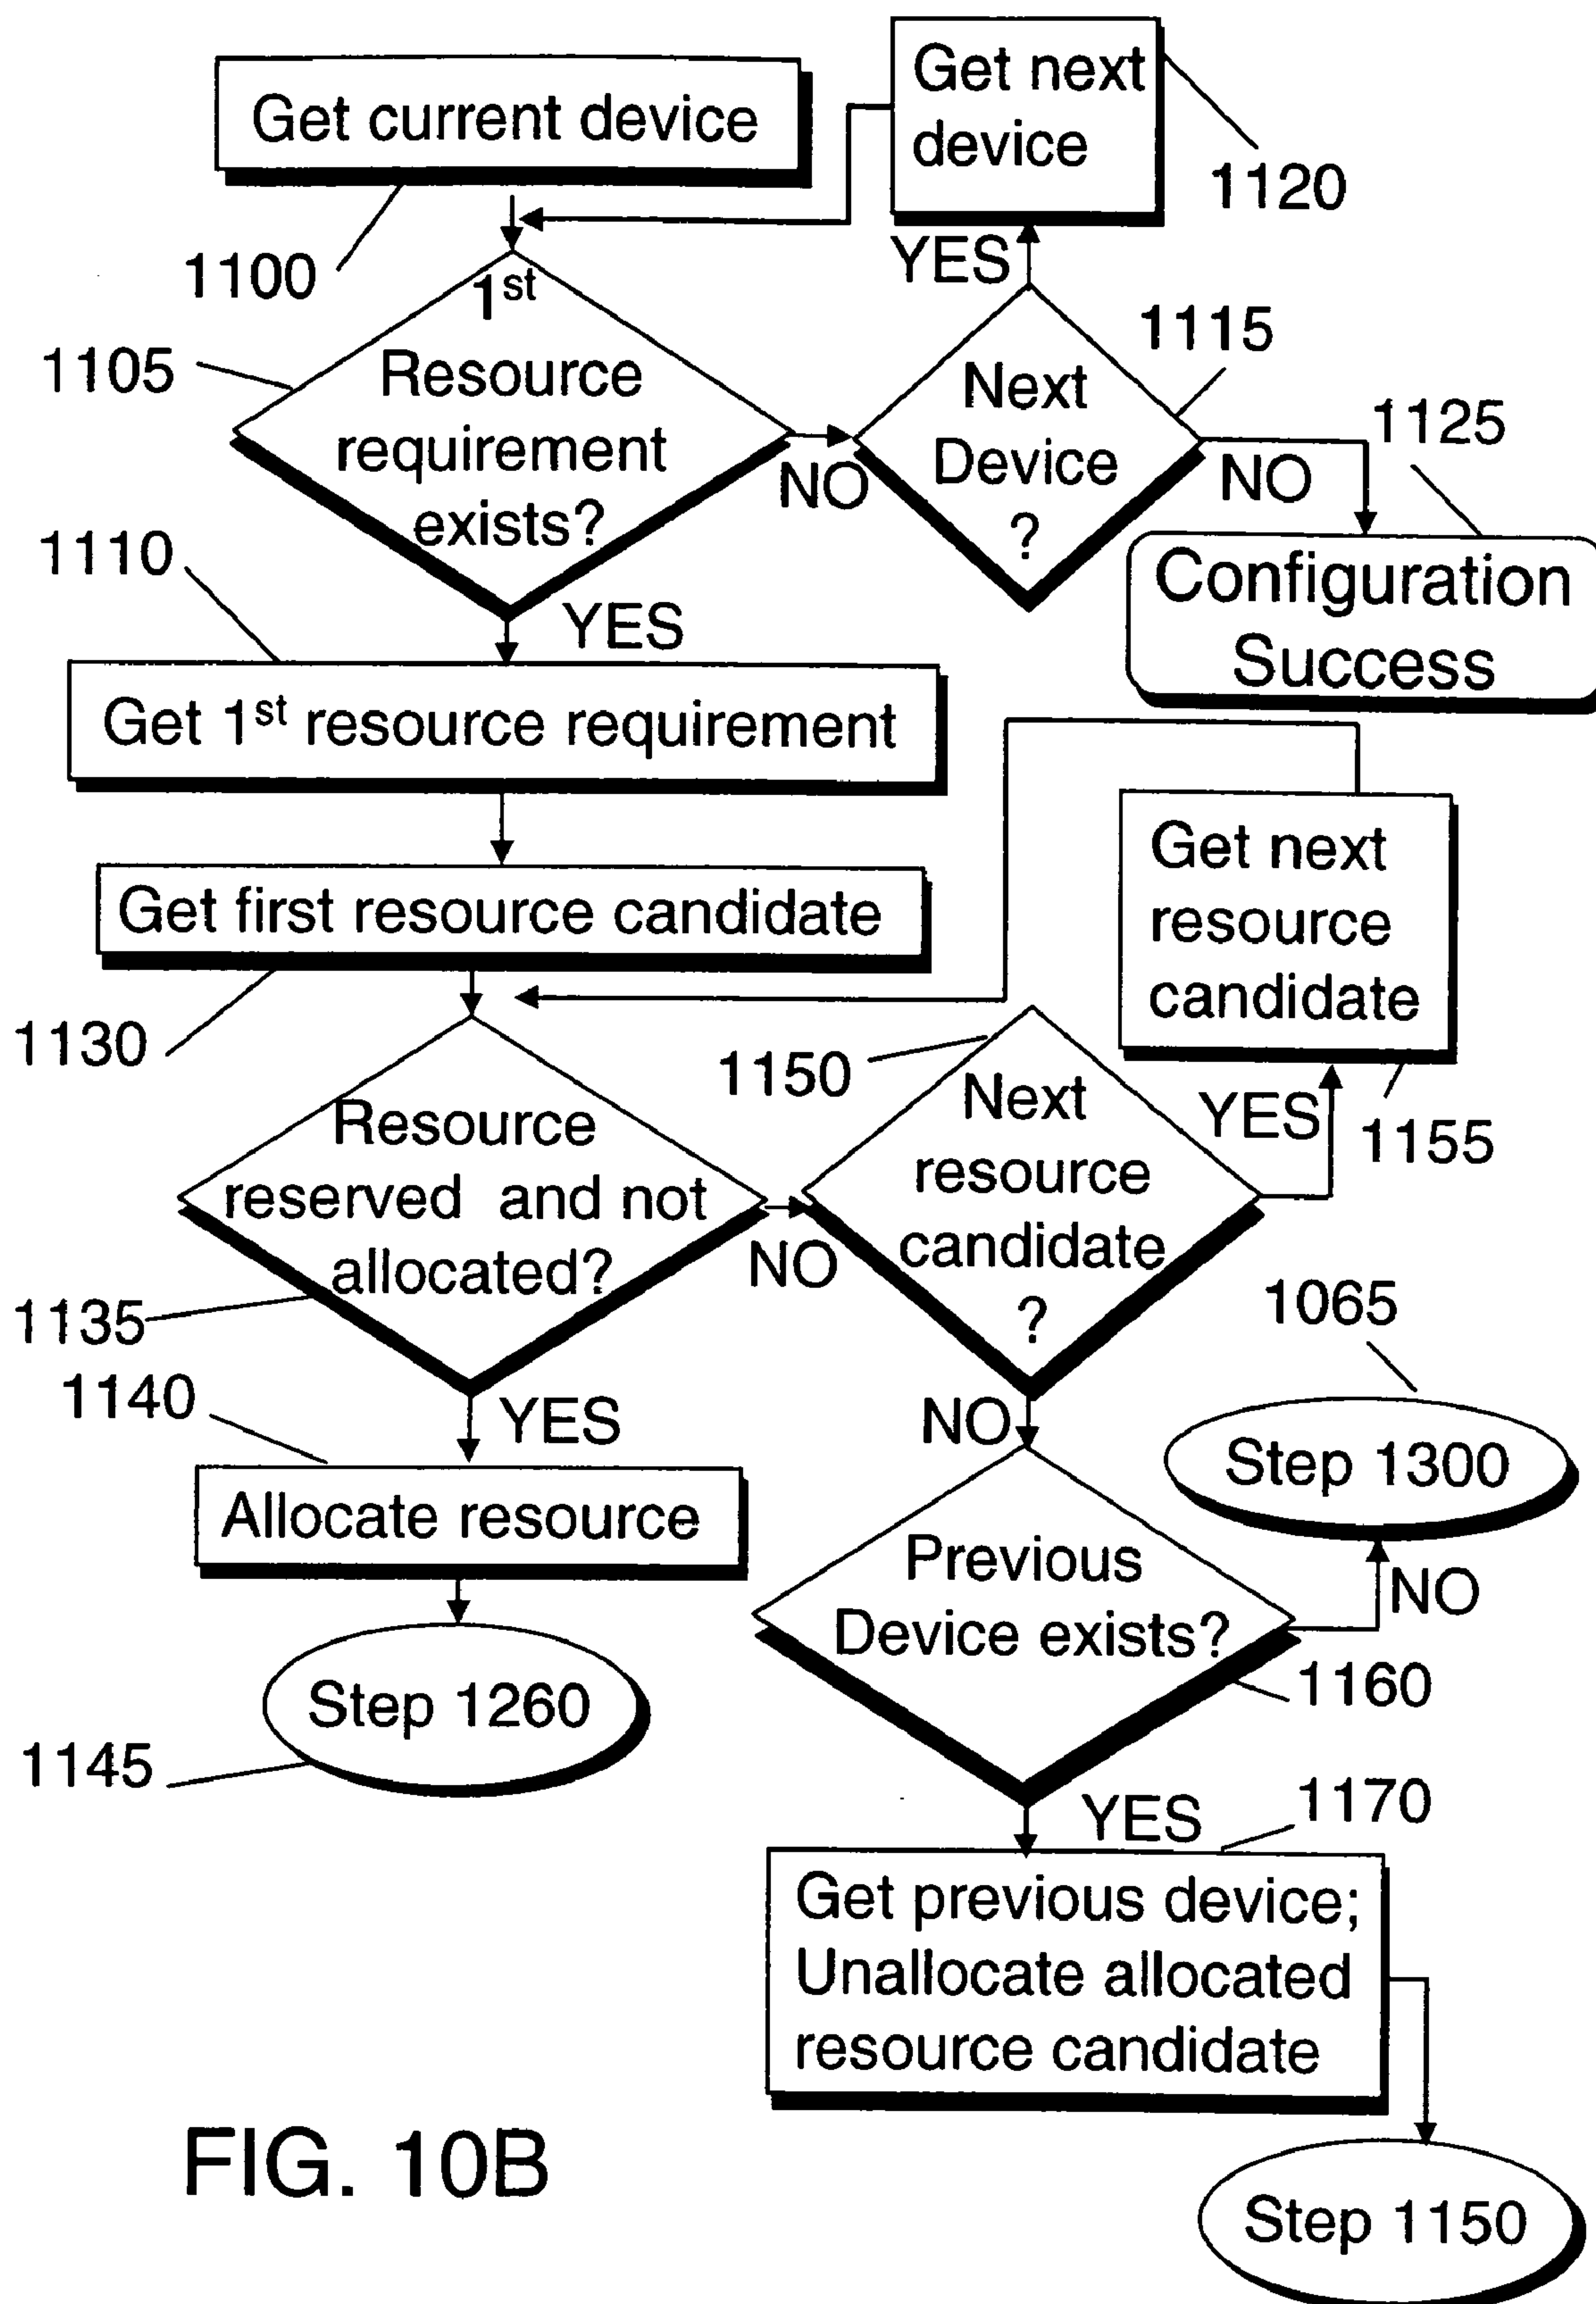 Get current device
Get next
device
1120
1100
YES
1st
Resource
requirement
exists?
1105
NO
1115
Next
Device
?
1125
NO
Configuration
Success
1110
YES
Get 1st resource requirement
Get first resource candidate
Get next
resource
candidate
1130
1150
1155
Resource
reserved and not
allocated?
NO
Next
resource
candidate
?
YES
1135
1065
1140
YES
NO
Step 1300
Allocate resource
Previous
Device exists?
NO
Step 1260
1160
1145
YES
1170
Get previous device;
Unallocate allocated
resource candidate
FIG. 10B
Step 1150